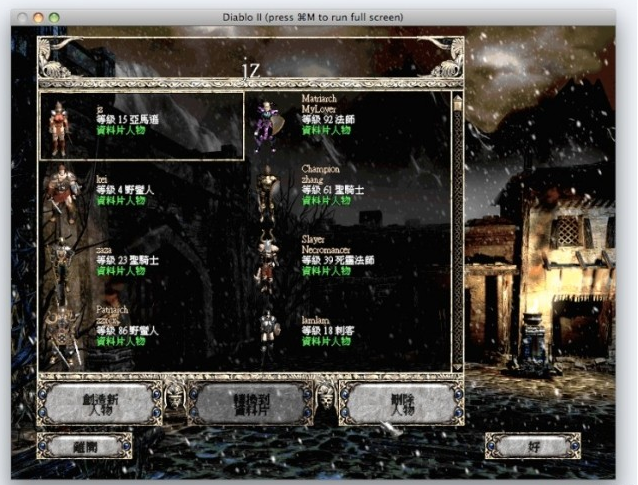 Diablo II (press ⌘M to run full screen)
jz
jz
等級 15 亞馬遜
資料片人物
Matriarch
MyLover
等級 92 法師
資料片人物
kei
等級 4 野蠻人
資料片人物
Champion
zhang
等級 61 聖騎士
資料片人物
zaza
等級 23 聖騎士
資料片人物
Slayer
Necromancer
等級 39 死靈法師
資料片人物
Patriarch
等級 86 野蠻人
資料片人物
lamlam
等級 18 刺客
資料片人物
創造新
人物
轉換到
資料片
刪除
人物
離開
好